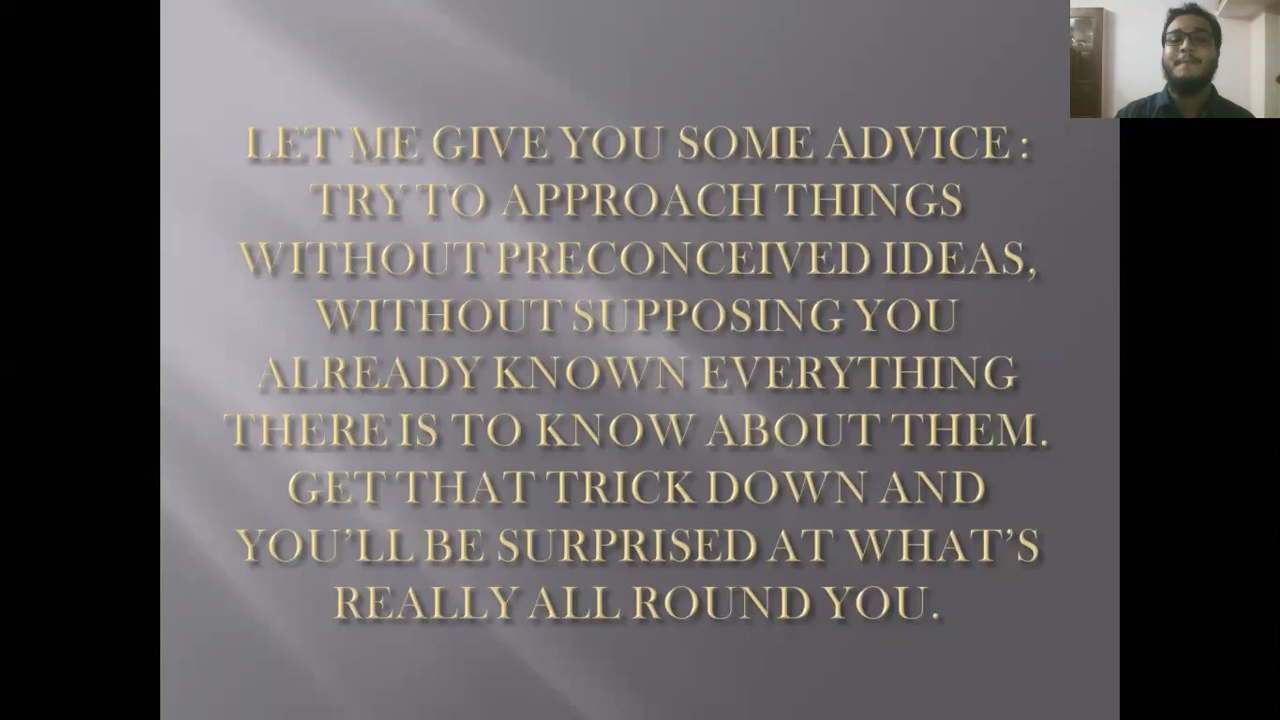 LET ME GIVE YOU SOME ADVICE :
TRY TO APPROACH THINGS
WITHOUT PRECONCEIVED IDEAS,
WITHOUT SUPPOSING YOU
ALREADY KNOWN EVERYTHING
THERE IS TO KNOW ABOUT THEM.
GET THAT TRICK DOWN AND
YOU’LL BE SURPRISED AT WHAT’S
REALLY ALL ROUND YOU.